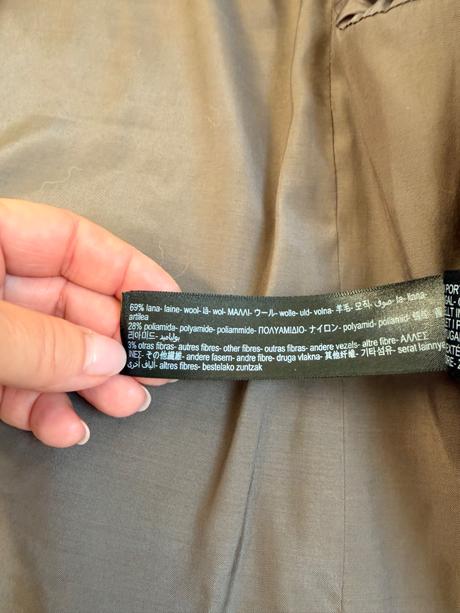 69% lana- laine- wool- lã- wol- ΜΑΛΛΙ- ウール- wolle- uld- volna- 羊毛- 모직- صوف- la- llana-
artilea
28% poliamida- polyamide- poliammide- ΠΟΛΥΑΜΙΔΙΟ- ナイロン- polyamid- poliamid-
리아미드- بولياميد
3% otras fibras- autres fibres- other fibres- outras fibras- andere vezels- altre fibre- ΑΛΛΕΣ
ΙΝΕΣ- その他繊維- andere fasern- andre fibre- druga vlakna- 其他纤维- 기타섬유- serat lainnya-
ألياف أخرى- altres fibres- bestelako zuntzak